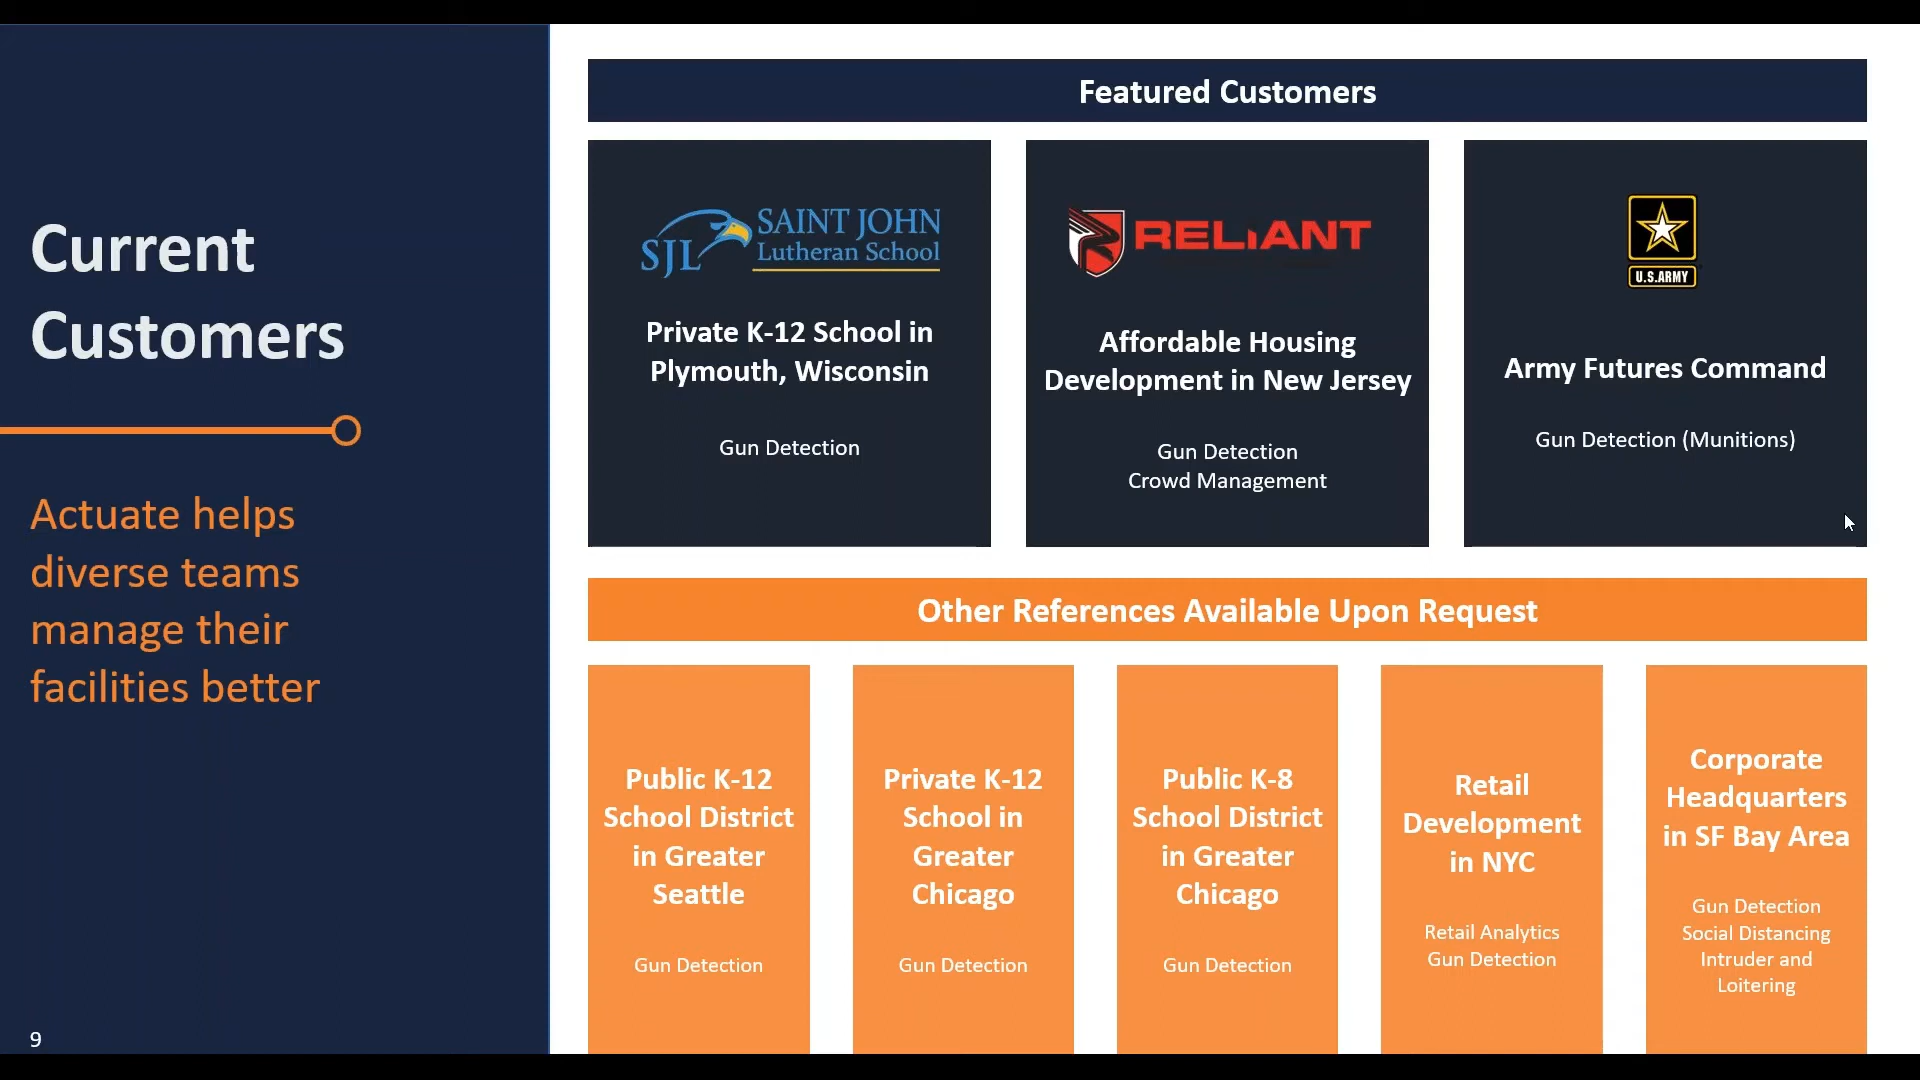 Current
Customers
Actuate helps
diverse teams
manage their
facilities better
9
Featured Customers
SJL
SAINT JOHN
Lutheran School
Private K-12 School in
Plymouth, Wisconsin
Gun Detection
RELIANT
Affordable Housing
Development in New Jersey
Gun Detection
Crowd Management
U.S.ARMY
Army Futures Command
Gun Detection (Munitions)
Other References Available Upon Request
Public K-12
School District
in Greater
Seattle
Gun Detection
Private K-12
School in
Greater
Chicago
Gun Detection
Public K-8
School District
in Greater
Chicago
Gun Detection
Retail
Development
in NYC
Retail Analytics
Gun Detection
Corporate
Headquarters
in SF Bay Area
Gun Detection
Social Distancing
Intruder and
Loitering